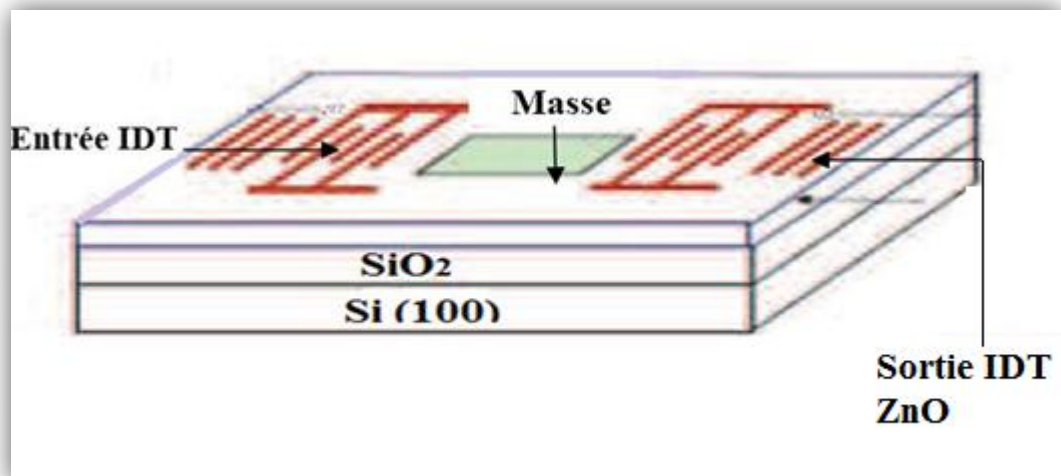 Masse
Entrée IDT
SiO₂
Si (100)
Sortie IDT
ZnO